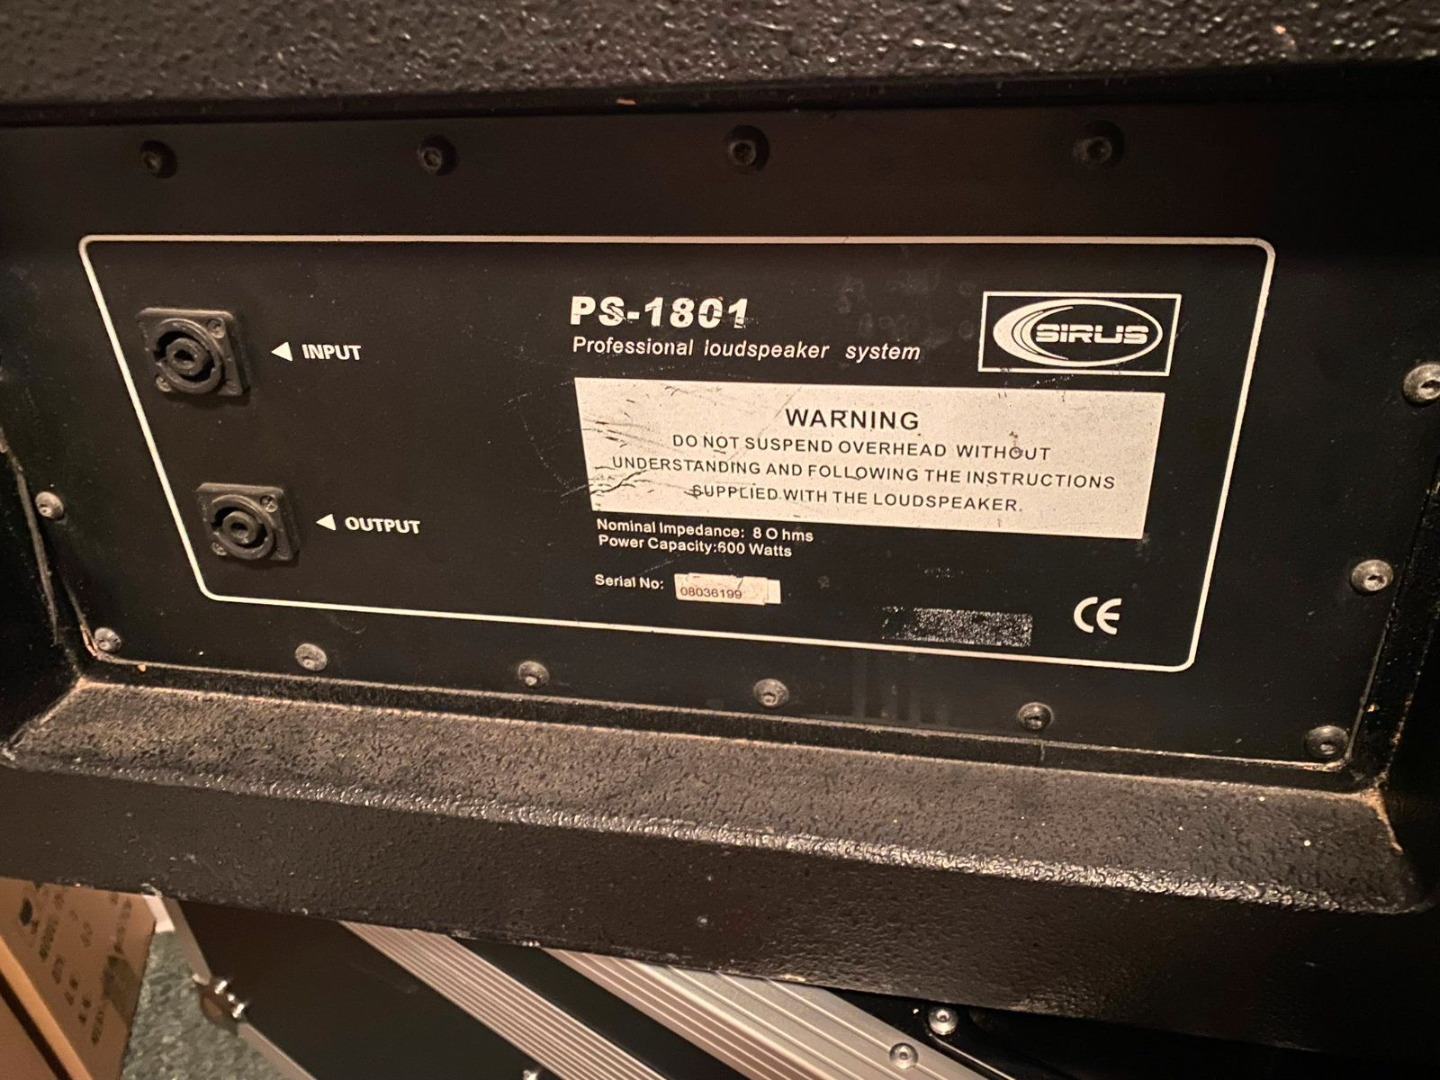 PS-1801
Professional loudspeaker system
SIRUS
INPUT
WARNING
DO NOT SUSPEND OVERHEAD WITHOUT
UNDERSTANDING AND FOLLOWING THE INSTRUCTIONS
SUPPLIED WITH THE LOUDSPEAKER.
OUTPUT
Nominal Impedance: 8 O hms
Power Capacity:600 Watts
Serial No: 08036199
CE